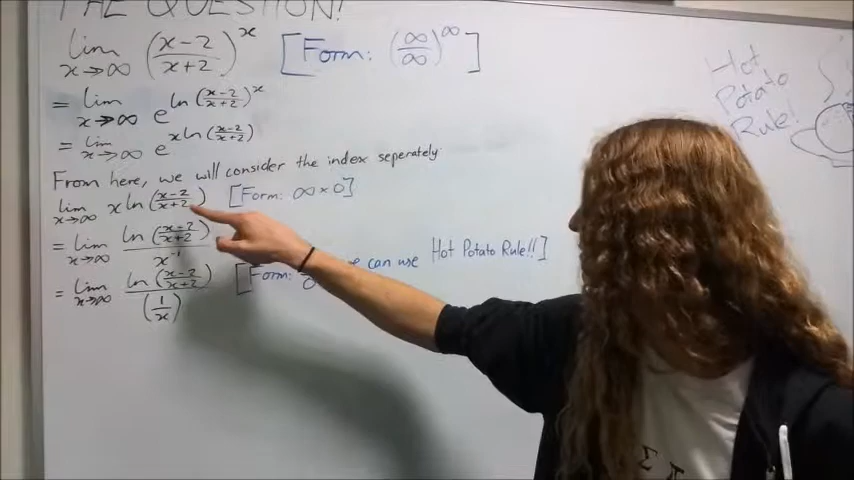 THE QUESTION!
lim x→∞ ((x-2)/(x+2))^x [Form: (∞/∞)^∞]
= lim x→∞ e^(ln((x-2)/(x+2))^x)
= lim x→∞ e^(x ln((x-2)/(x+2)))
From here, we will consider the index seperately
lim x→∞ x ln((x-2)/(x+2)) [Form: ∞ × 0]
= lim x→∞ ln((x-2)/(x+2)) / x^-1
= lim x→∞ ln((x-2)/(x+2)) / (1/x) [Form: can use Hot Potato Rule!!]
Hot
Potato
Rule!
Σ π